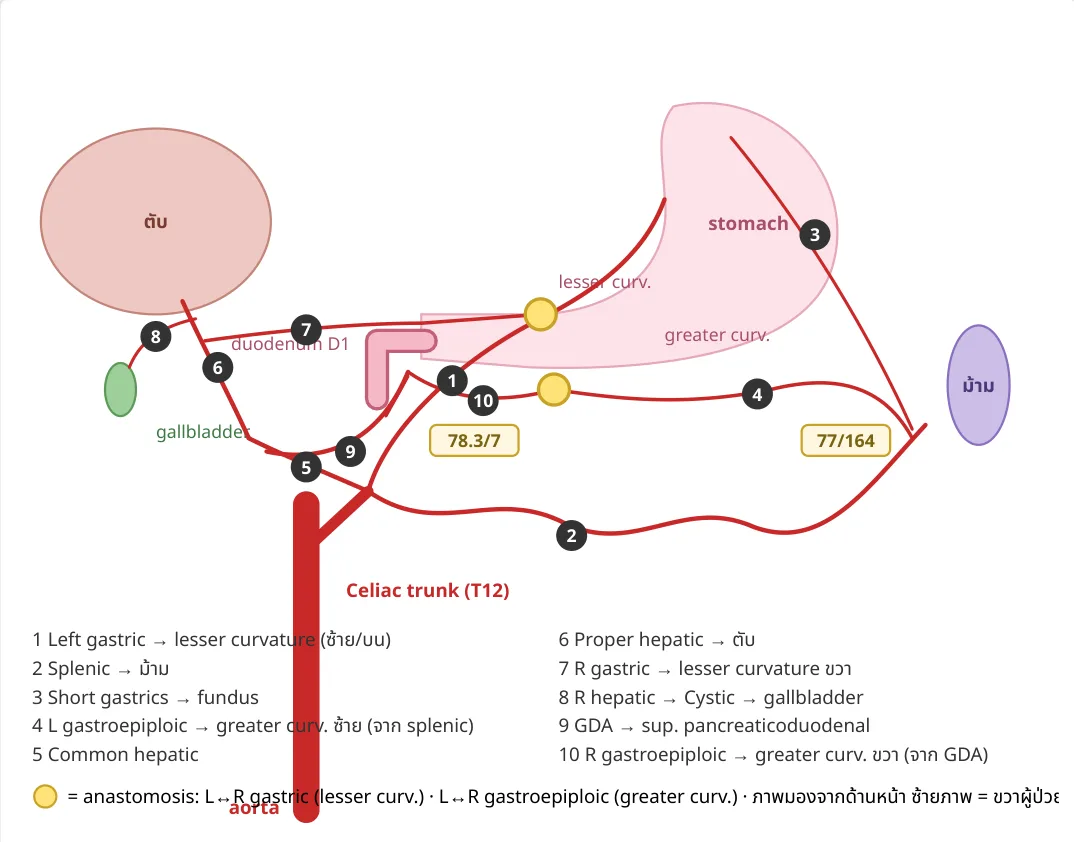 ตับ
stomach
3
lesser curv.
7
8
duodenum D1
greater curv.
6
1
ม้าม
10
4
gallbladder
78.3/7
77/164
9
5
2
Celiac trunk (T12)
1 Left gastric → lesser curvature (ซ้าย/บน)
2 Splenic → ม้าม
3 Short gastrics → fundus
4 L gastroepiploic → greater curv. ซ้าย (จาก splenic)
5 Common hepatic
6 Proper hepatic → ตับ
7 R gastric → lesser curvature ขวา
8 R hepatic → Cystic → gallbladder
9 GDA → sup. pancreaticoduodenal
10 R gastroepiploic → greater curv. ขวา (จาก GDA)
= anastomosis: L↔R gastric (lesser curv.) · L↔R gastroepiploic (greater curv.) · ภาพมองจากด้านหน้า ซ้ายภาพ = ขวาผู้ป่วย
aorta